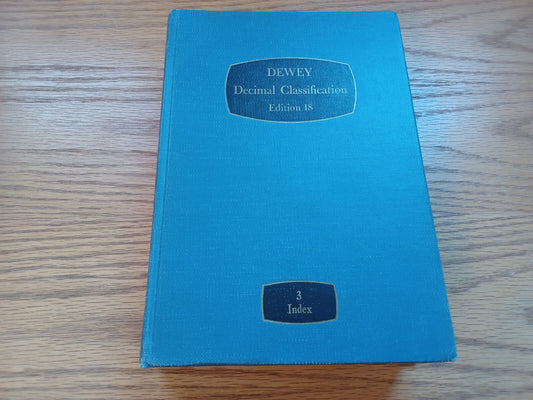 DEWEY
Decimal Classification
Edition 18
3
Index